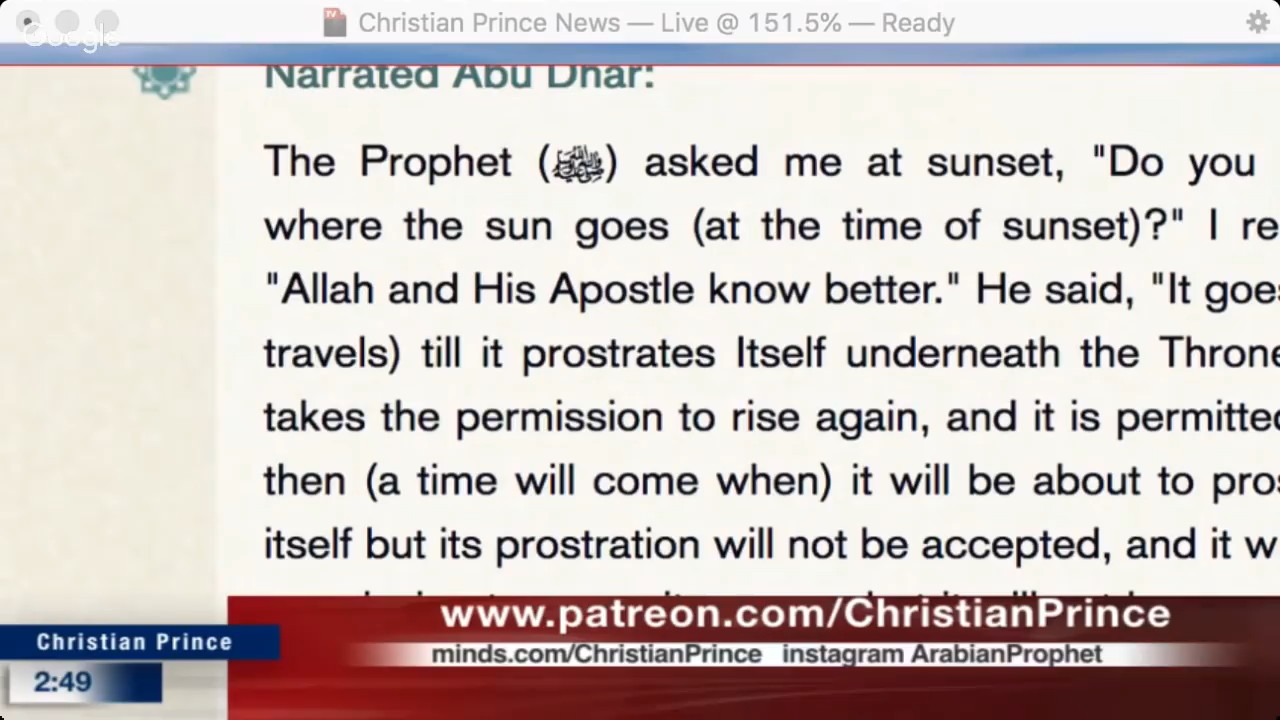 Google
Christian Prince News — Live @ 151.5% — Ready
Narrated Abu Dhar:
The Prophet (ﷺ) asked me at sunset, "Do you
where the sun goes (at the time of sunset)?" I re
"Allah and His Apostle know better." He said, "It goes
travels) till it prostrates Itself underneath the Throne
takes the permission to rise again, and it is permitted
then (a time will come when) it will be about to pros
itself but its prostration will not be accepted, and it w
www.patreon.com/ChristianPrince
Christian Prince
minds.com/ChristianPrince instagram ArabianProphet
2:49